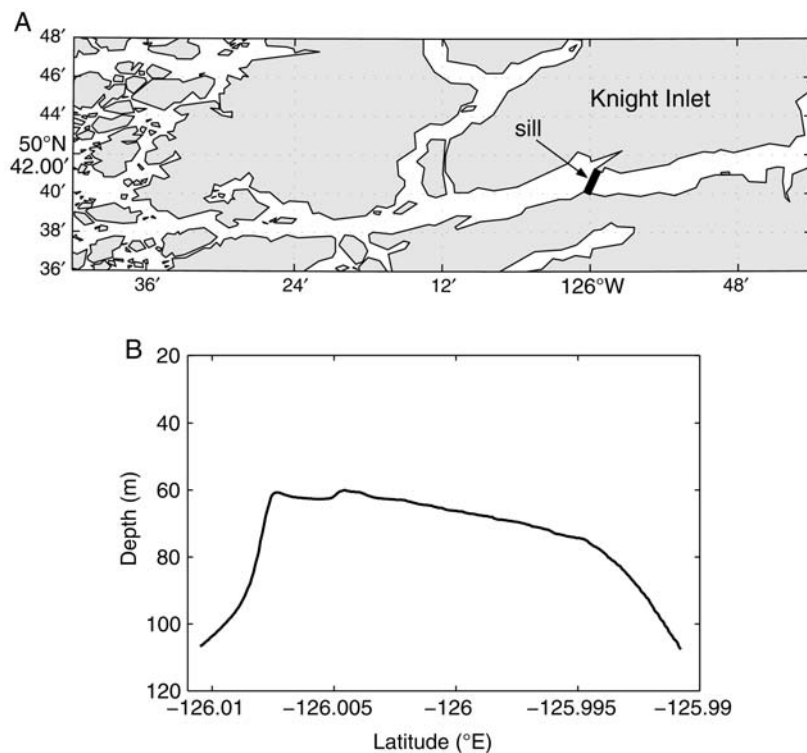 A
48′
46′
44′
50°N
42.00′
40′
38′
36′
Knight Inlet
sill
36′ 24′ 12′ 126°W 48′
B
20
40
60
80
100
120
Depth (m)
−126.01 −126.005 −126 −125.995 −125.99
Latitude (°E)